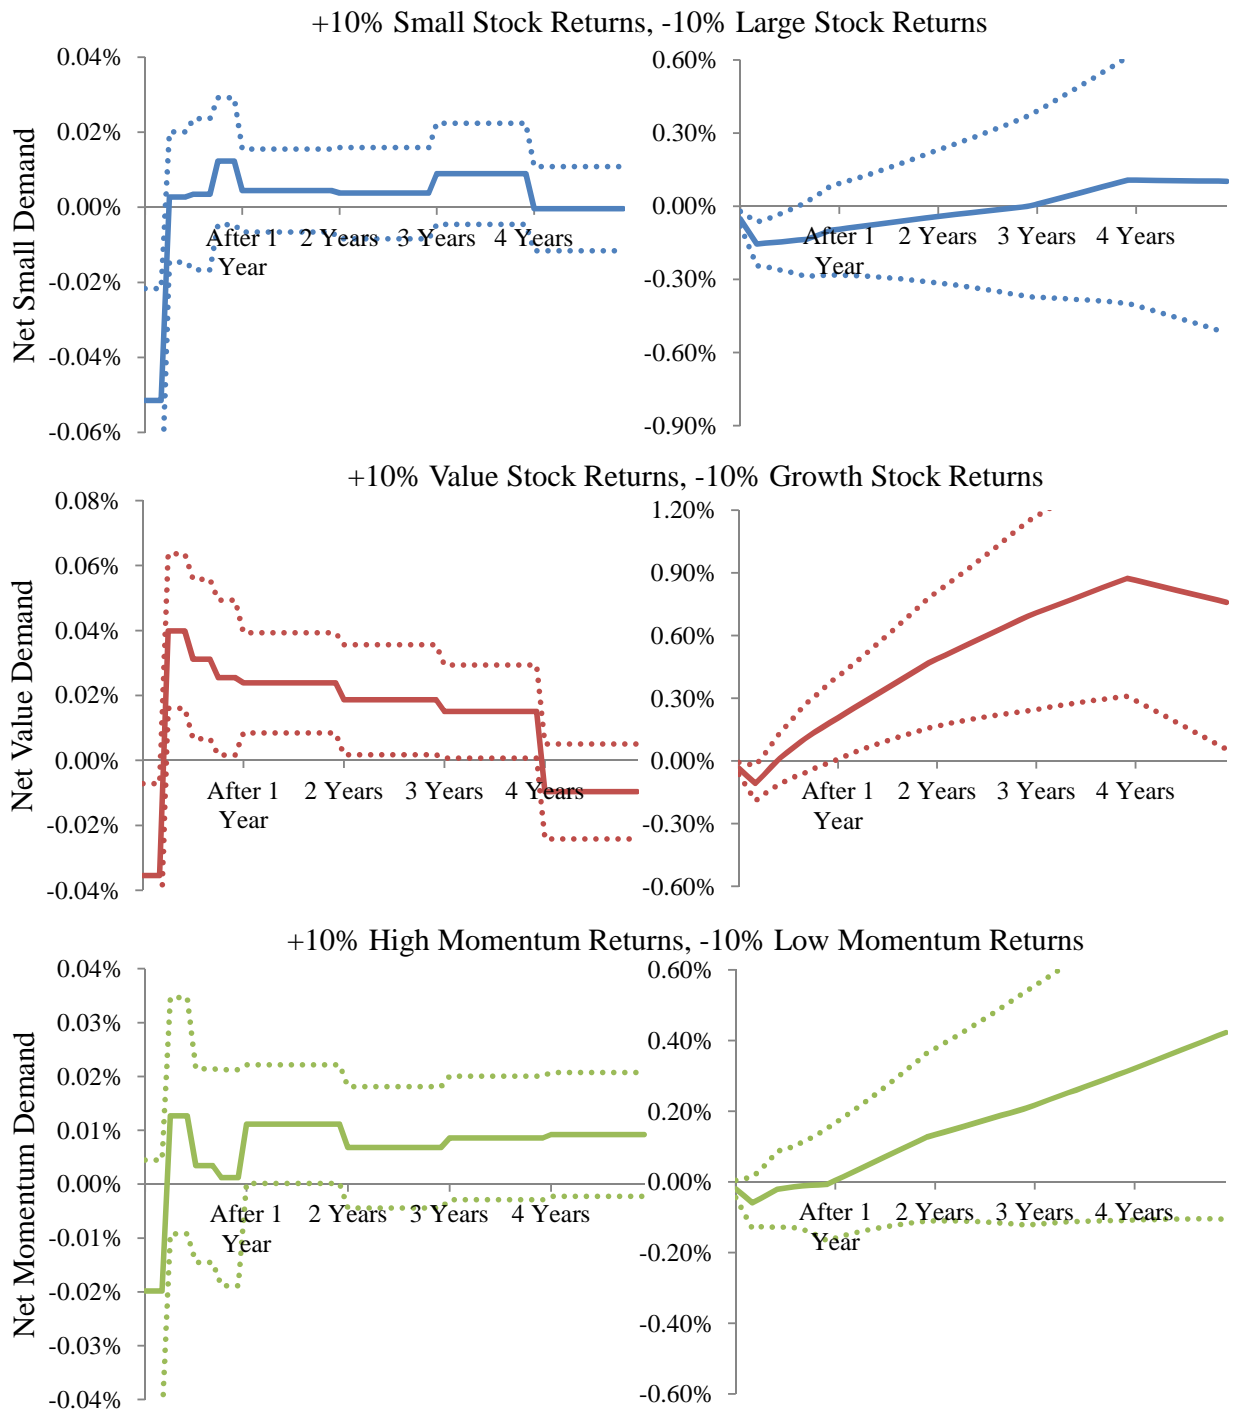 +10% Small Stock Returns, -10% Large Stock Returns
Net Small Demand
0.04%
0.02%
0.00%
-0.02%
-0.04%
-0.06%
After 1 Year
2 Years
3 Years
4 Years
0.60%
0.30%
0.00%
-0.30%
-0.60%
-0.90%
After 1 Year
2 Years
3 Years
4 Years
+10% Value Stock Returns, -10% Growth Stock Returns
Net Value Demand
0.08%
0.06%
0.04%
0.02%
0.00%
-0.02%
-0.04%
After 1 Year
2 Years
3 Years
4 Years
1.20%
0.90%
0.60%
0.30%
0.00%
-0.30%
-0.60%
After 1 Year
2 Years
3 Years
4 Years
+10% High Momentum Returns, -10% Low Momentum Returns
Net Momentum Demand
0.04%
0.03%
0.02%
0.01%
0.00%
-0.01%
-0.02%
-0.03%
-0.04%
After 1 Year
2 Years
3 Years
4 Years
0.60%
0.40%
0.20%
0.00%
-0.20%
-0.40%
-0.60%
After 1 Year
2 Years
3 Years
4 Years